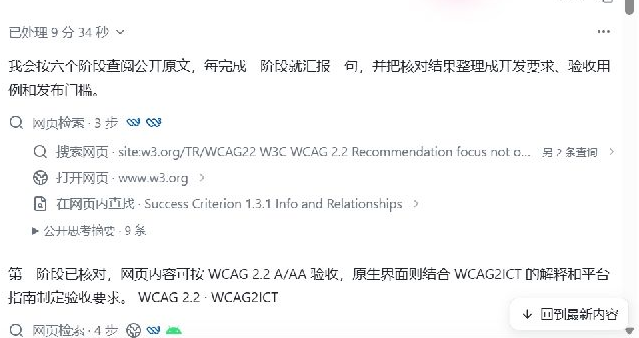 已处理 9 分 34 秒
我会按六个阶段查阅公开原文，每完成一阶段就汇报一句，并把核对结果整理成开发要求、验收用
例和发布门槛。
网页检索 · 3 步
搜索网页 · site:w3.org/TR/WCAG22 W3C WCAG 2.2 Recommendation focus not o... 另 2 条查询
打开网页 · www.w3.org
在网页内查找 · Success Criterion 1.3.1 Info and Relationships
公开思考摘要 · 9 条
第一阶段已核对，网页内容可按 WCAG 2.2 A/AA 验收，原生界面则结合 WCAG2ICT 的解释和平台
指南制定验收要求。 WCAG 2.2 · WCAG2ICT
回到最新内容
网页检索 · 4 步